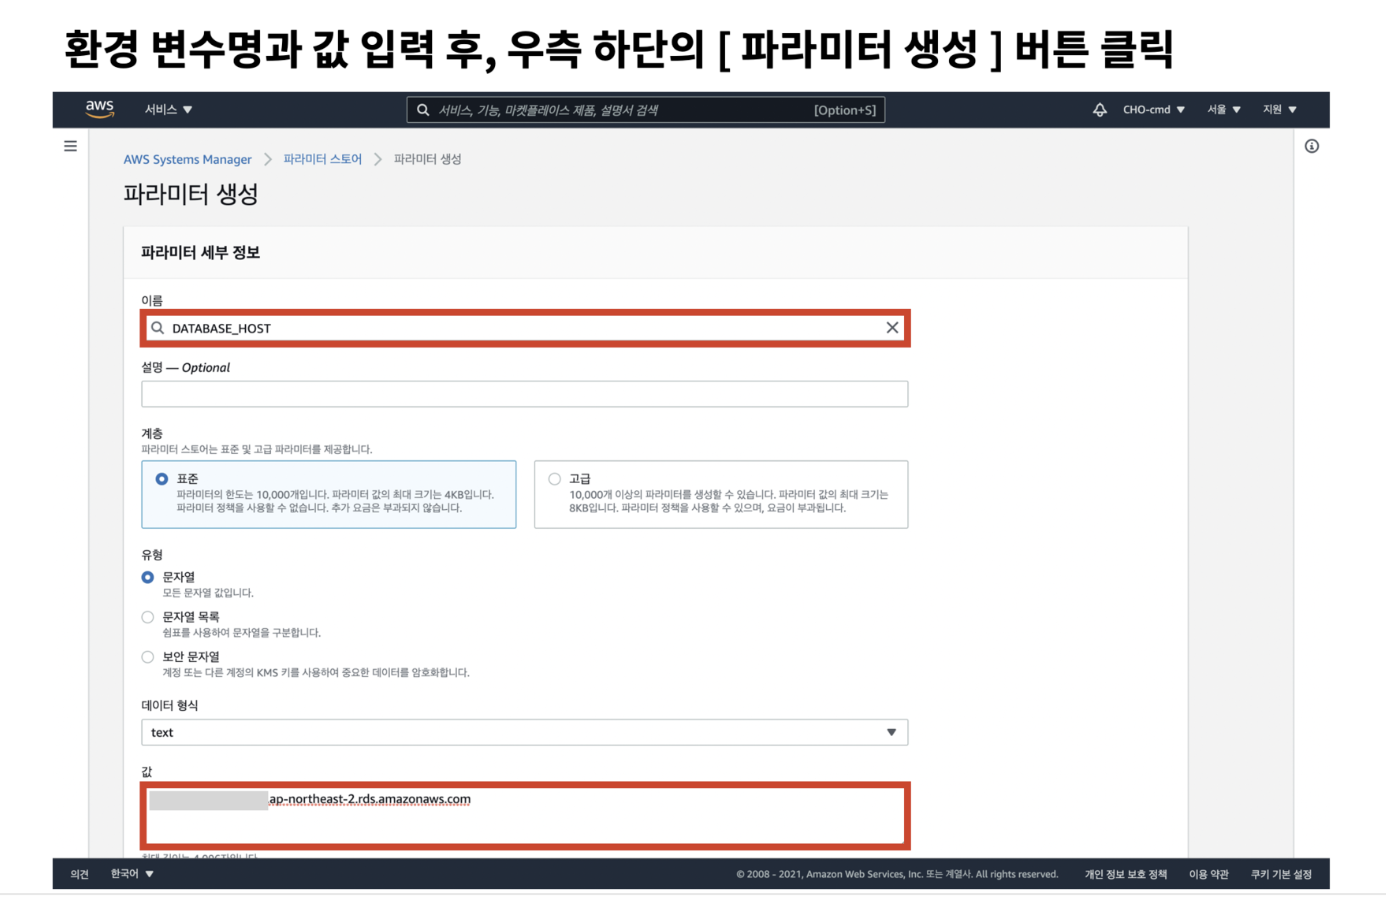 환경 변수명과 값 입력 후, 우측 하단의 [ 파라미터 생성 ] 버튼 클릭
aws 서비스 ▼ 서비스, 기능, 마켓플레이스 제품, 설명서 검색 [Option+S] CHO-cmd ▼ 서울 ▼ 지원 ▼
AWS Systems Manager > 파라미터 스토어 > 파라미터 생성
파라미터 생성
파라미터 세부 정보
이름
DATABASE_HOST
설명 — Optional
계층
파라미터 스토어는 표준 및 고급 파라미터를 제공합니다.
표준
파라미터의 한도는 10,000개입니다. 파라미터 값의 최대 크기는 4KB입니다.
파라미터 정책을 사용할 수 없습니다. 추가 요금은 부과되지 않습니다.
고급
10,000개 이상의 파라미터를 생성할 수 있습니다. 파라미터 값의 최대 크기는
8KB입니다. 파라미터 정책을 사용할 수 있으며, 요금이 부과됩니다.
유형
문자열
모든 문자열 값입니다.
문자열 목록
쉼표를 사용하여 문자열을 구분합니다.
보안 문자열
계정 또는 다른 계정의 KMS 키를 사용하여 중요한 데이터를 암호화합니다.
데이터 형식
text
값
.ap-northeast-2.rds.amazonaws.com
최대 길이는 4,096자입니다.
의견 한국어 ▼ © 2008 - 2021, Amazon Web Services, Inc. 또는 계열사. All rights reserved. 개인 정보 보호 정책 이용 약관 쿠키 기본 설정